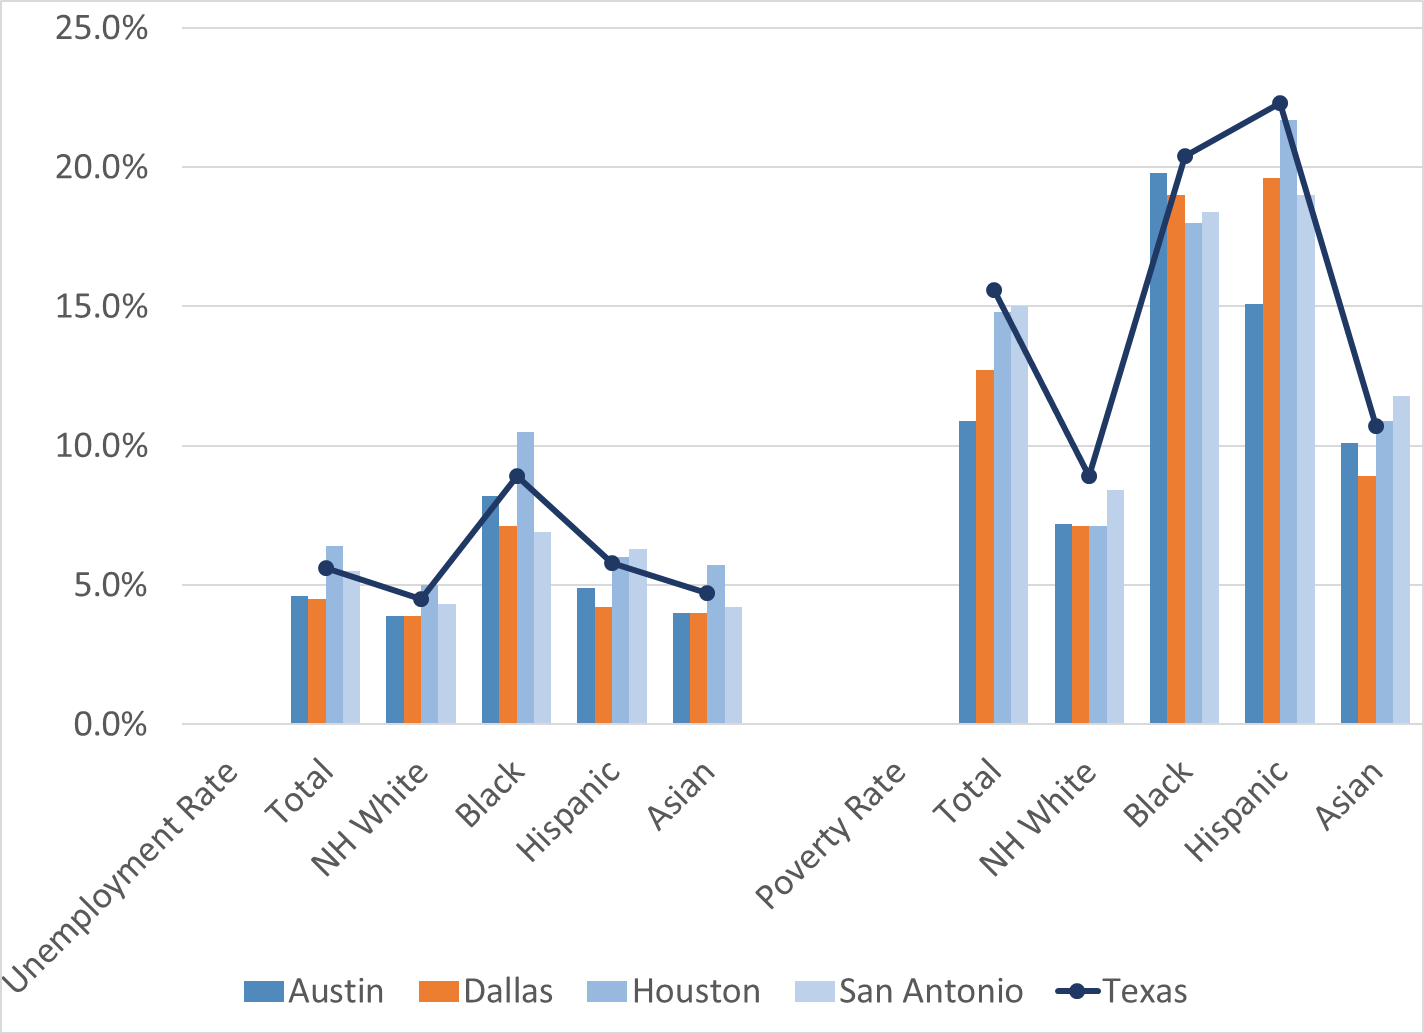 25.0%
20.0%
15.0%
10.0%
5.0%
0.0%
Unemployment Rate
Total
NH White
Black
Hispanic
Asian
Poverty Rate
Total
NH White
Black
Hispanic
Asian
Austin Dallas Houston San Antonio Texas